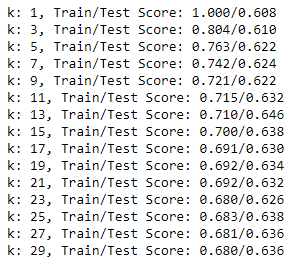 k: 1, Train/Test Score: 1.000/0.608
k: 3, Train/Test Score: 0.804/0.610
k: 5, Train/Test Score: 0.763/0.622
k: 7, Train/Test Score: 0.742/0.624
k: 9, Train/Test Score: 0.721/0.622
k: 11, Train/Test Score: 0.715/0.632
k: 13, Train/Test Score: 0.710/0.646
k: 15, Train/Test Score: 0.700/0.638
k: 17, Train/Test Score: 0.691/0.630
k: 19, Train/Test Score: 0.692/0.634
k: 21, Train/Test Score: 0.692/0.632
k: 23, Train/Test Score: 0.680/0.626
k: 25, Train/Test Score: 0.683/0.638
k: 27, Train/Test Score: 0.681/0.636
k: 29, Train/Test Score: 0.680/0.636